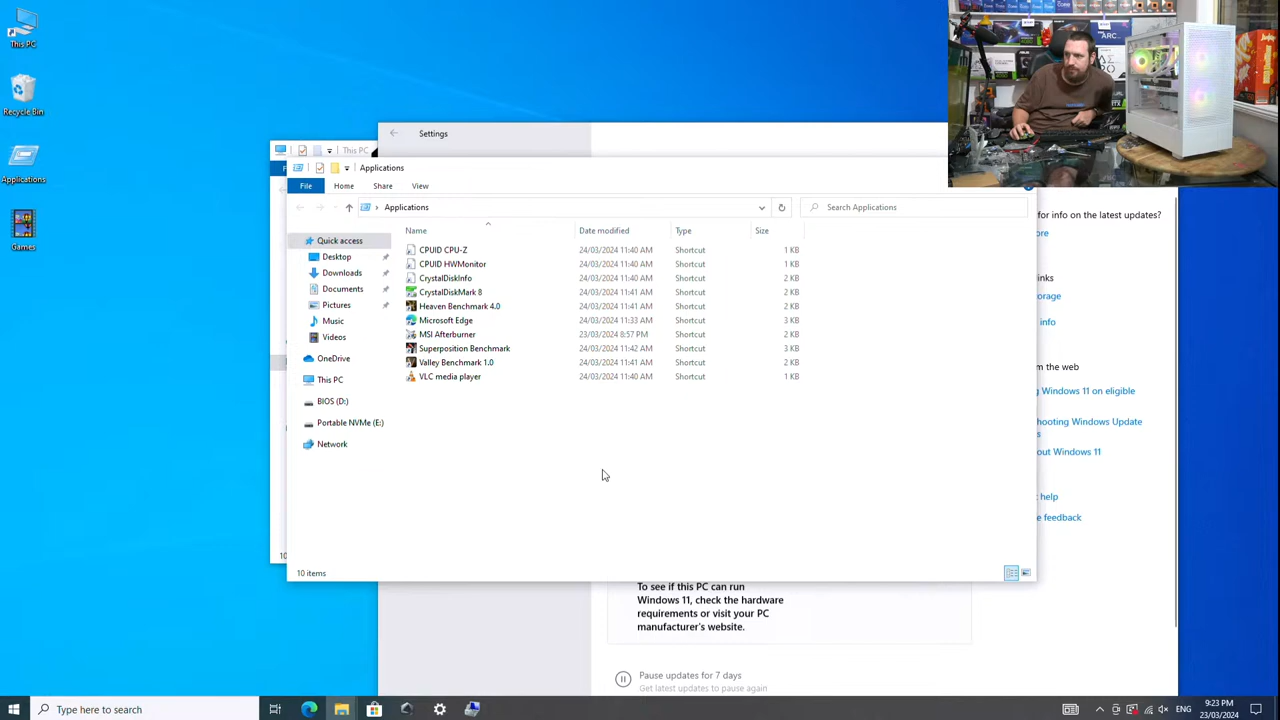 This PC
Recycle Bin
Applications
Games
Settings
This PC
Applications
File Home Share View
Applications
Search Applications
Name Date modified Type Size
Quick access
Desktop
Downloads
Documents
Pictures
Music
Videos
OneDrive
This PC
BIOS (D:)
Portable NVMe (E:)
Network
CPUID CPU-Z 24/03/2024 11:40 AM Shortcut 1 KB
CPUID HWMonitor 24/03/2024 11:40 AM Shortcut 1 KB
CrystalDiskInfo 24/03/2024 11:40 AM Shortcut 2 KB
CrystalDiskMark 8 24/03/2024 11:41 AM Shortcut 2 KB
Heaven Benchmark 4.0 24/03/2024 11:41 AM Shortcut 2 KB
Microsoft Edge 24/03/2024 11:33 AM Shortcut 3 KB
MSI Afterburner 23/03/2024 8:57 PM Shortcut 2 KB
Superposition Benchmark 24/03/2024 11:42 AM Shortcut 3 KB
Valley Benchmark 1.0 24/03/2024 11:41 AM Shortcut 2 KB
VLC media player 24/03/2024 11:40 AM Shortcut 1 KB
10 items
10
for info on the latest updates?
ore
links
orage
info
m the web
g Windows 11 on eligible
hooting Windows Update
s
out Windows 11
help
e feedback
To see if this PC can run
Windows 11, check the hardware
requirements or visit your PC
manufacturer's website.
Pause updates for 7 days
Get latest updates to pause again
Type here to search
ENG
9:23 PM
23/03/2024
ARC